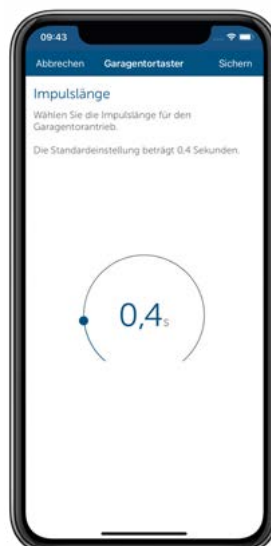 09:43
Abbrechen Garagentortaster Sichern
Impulslänge
Wählen Sie die Impulslänge für den
Garagentorantrieb.
Die Standardeinstellung beträgt 0,4 Sekunden.
0,4 s